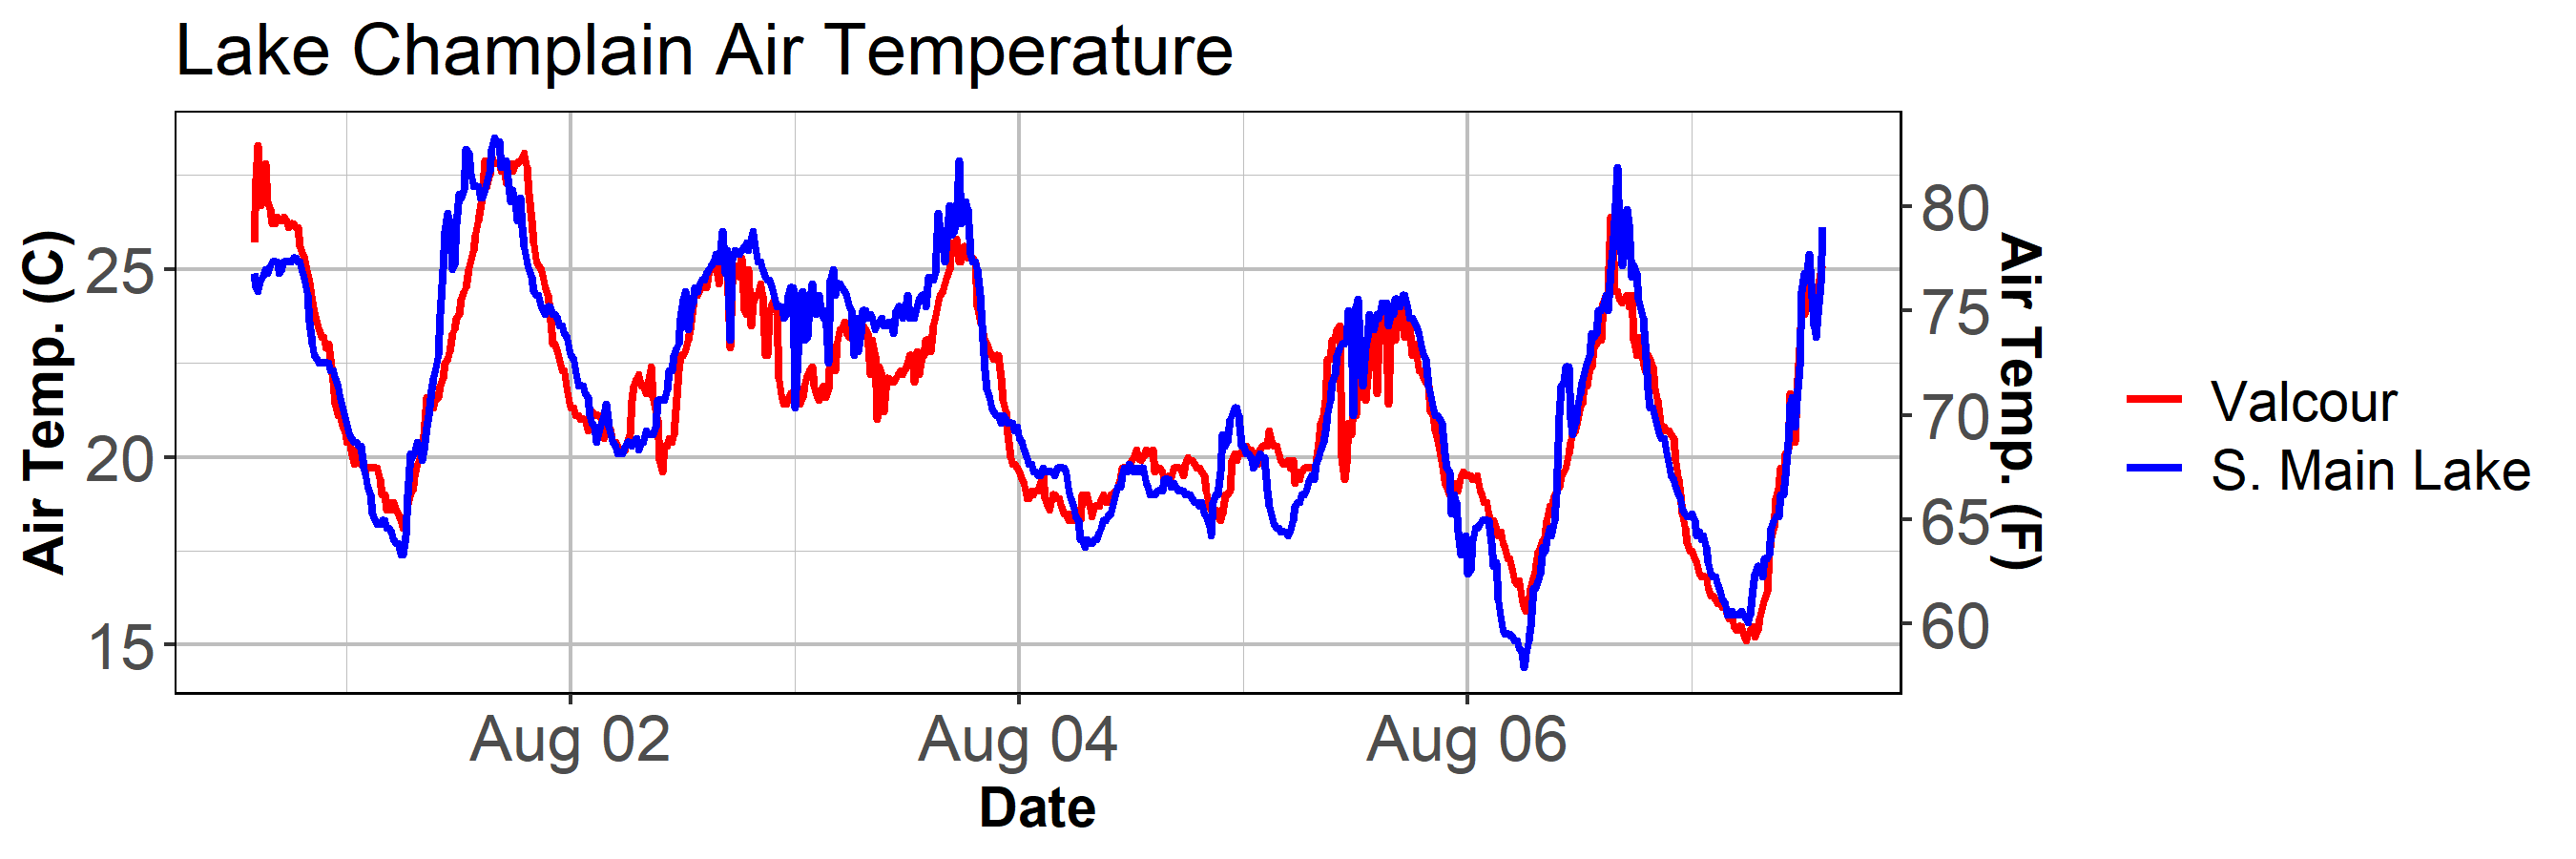 Lake Champlain Air Temperature
Air Temp. (C)
25
20
15
80
75
70
65
60
Air Temp. (F)
Aug 02
Aug 04
Aug 06
Date
Valcour
S. Main Lake